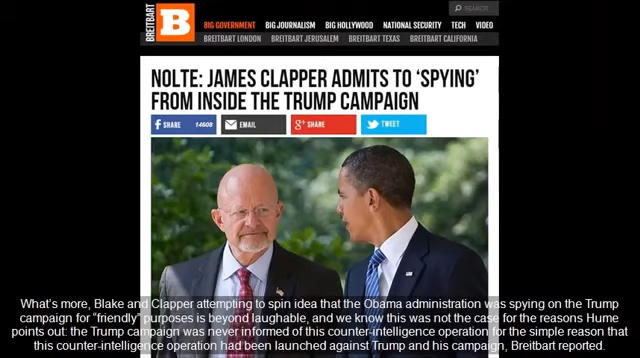 BREITBART
B
SEARCH
BIG GOVERNMENT BIG JOURNALISM BIG HOLLYWOOD NATIONAL SECURITY TECH VIDEO
BREITBART LONDON BREITBART JERUSALEM BREITBART TEXAS BREITBART CALIFORNIA
NOLTE: JAMES CLAPPER ADMITS TO ‘SPYING’
FROM INSIDE THE TRUMP CAMPAIGN
f SHARE 14608 EMAIL g+ SHARE TWEET
What's more, Blake and Clapper attempting to spin idea that the Obama administration was spying on the Trump
campaign for “friendly” purposes is beyond laughable, and we know this was not the case for the reasons Hume
points out: the Trump campaign was never informed of this counter-intelligence operation for the simple reason that
this counter-intelligence operation had been launched against Trump and his campaign, Breitbart reported.